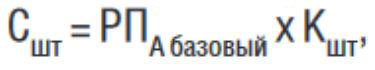 Сшт = РПА базовый х Кшт,